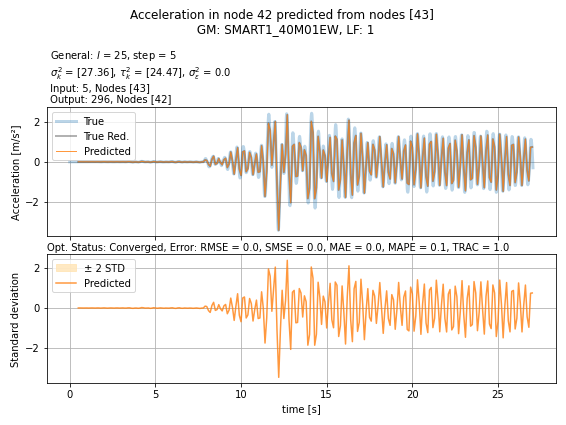 Acceleration in node 42 predicted from nodes [43]
GM: SMART1_40M01EW, LF: 1
General: l = 25, step = 5
σ²ₖ = [27.36], τ²ₖ = [24.47], σ²_ε = 0.0
Input: 5, Nodes [43]
Output: 296, Nodes [42]
Acceleration [m/s²]
2
0
−2
True
True Red.
Predicted
Opt. Status: Converged, Error: RMSE = 0.0, SMSE = 0.0, MAE = 0.0, MAPE = 0.1, TRAC = 1.0
Standard deviation
2
0
−2
± 2 STD
Predicted
0 5 10 15 20 25
time [s]